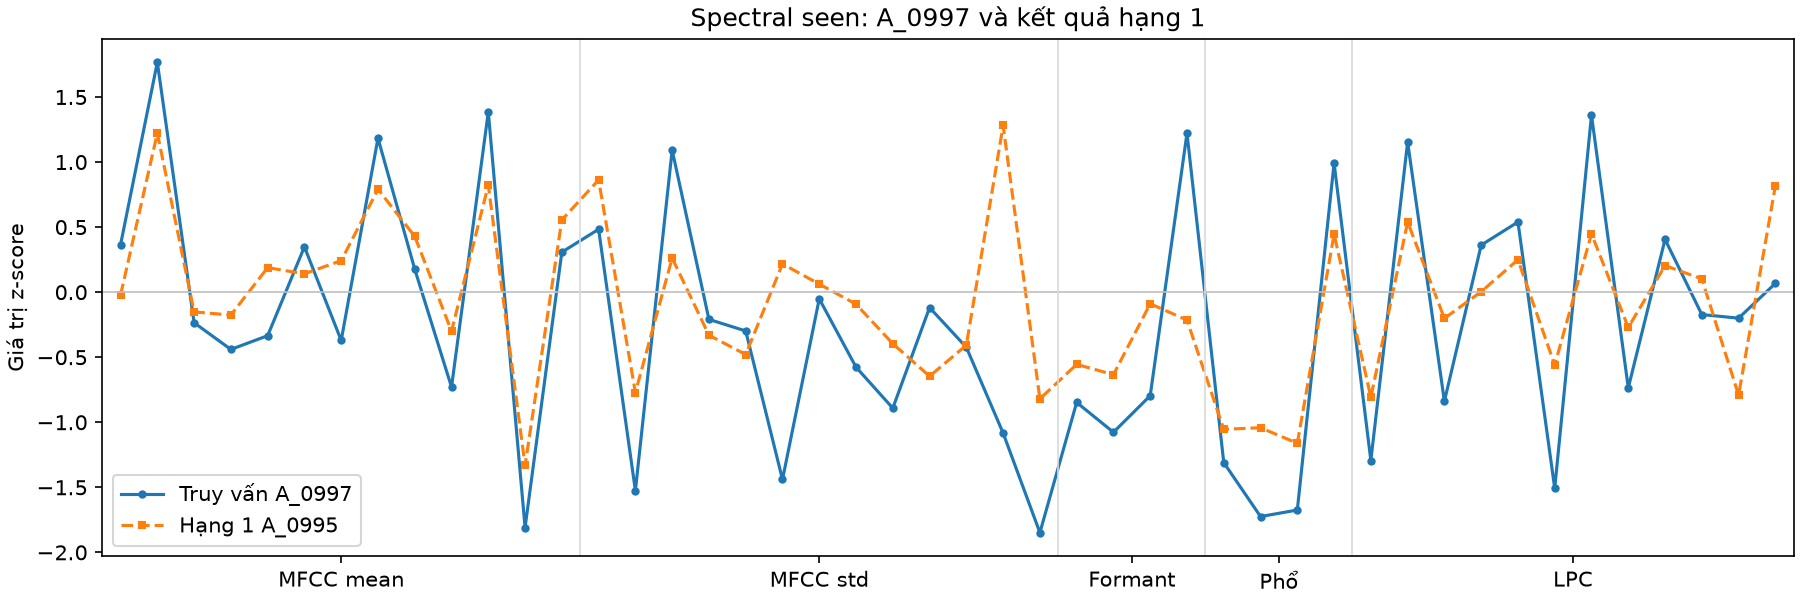 Spectral seen: A_0997 và kết quả hạng 1
Giá trị z-score
1.5
1.0
0.5
0.0
−0.5
−1.0
−1.5
−2.0
Truy vấn A_0997
Hạng 1 A_0995
MFCC mean
MFCC std
Formant
Phổ
LPC